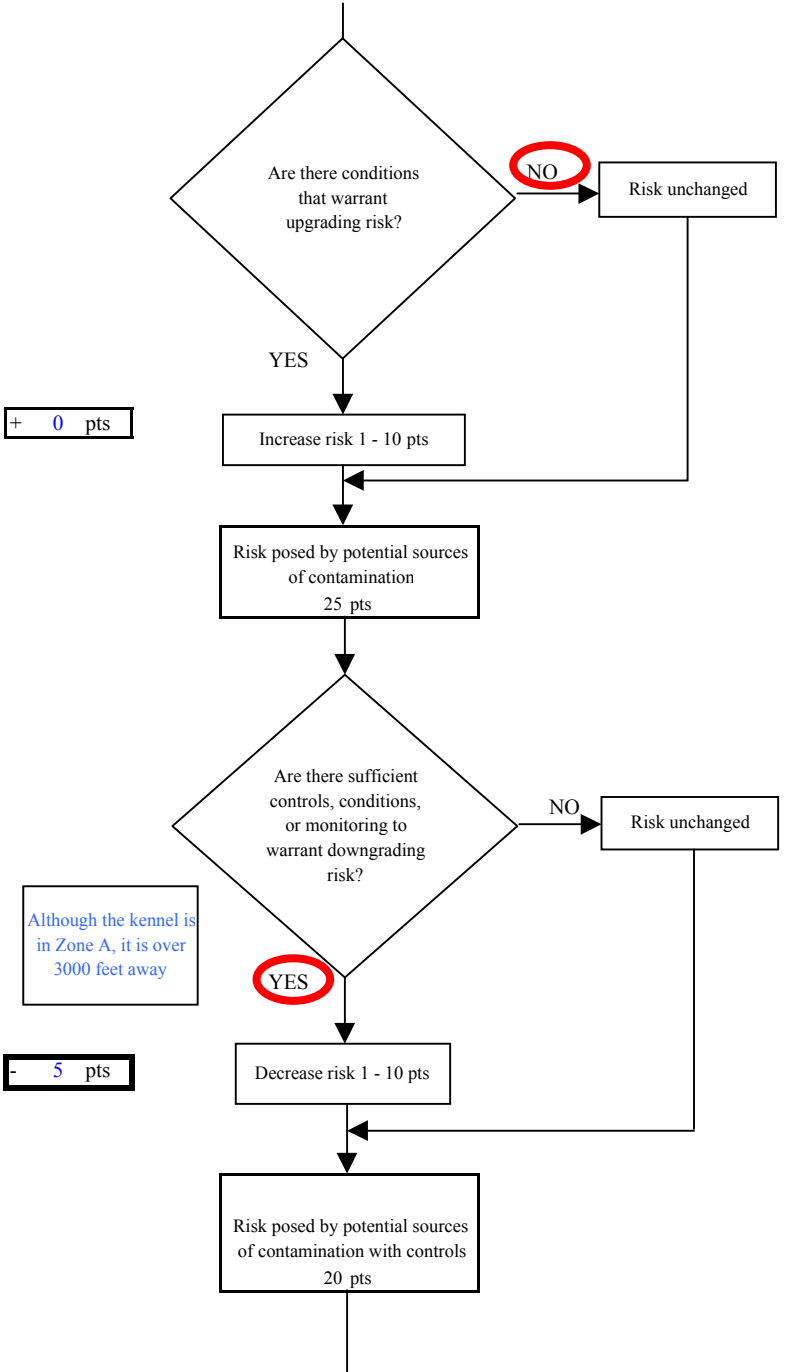 Are there conditions
that warrant
upgrading risk?
NO
Risk unchanged
YES
+ 0 pts
Increase risk 1 - 10 pts
Risk posed by potential sources
of contamination
25 pts
Are there sufficient
controls, conditions,
or monitoring to
warrant downgrading
risk?
NO
Risk unchanged
Although the kennel is
in Zone A, it is over
3000 feet away
YES
- 5 pts
Decrease risk 1 - 10 pts
Risk posed by potential sources
of contamination with controls
20 pts